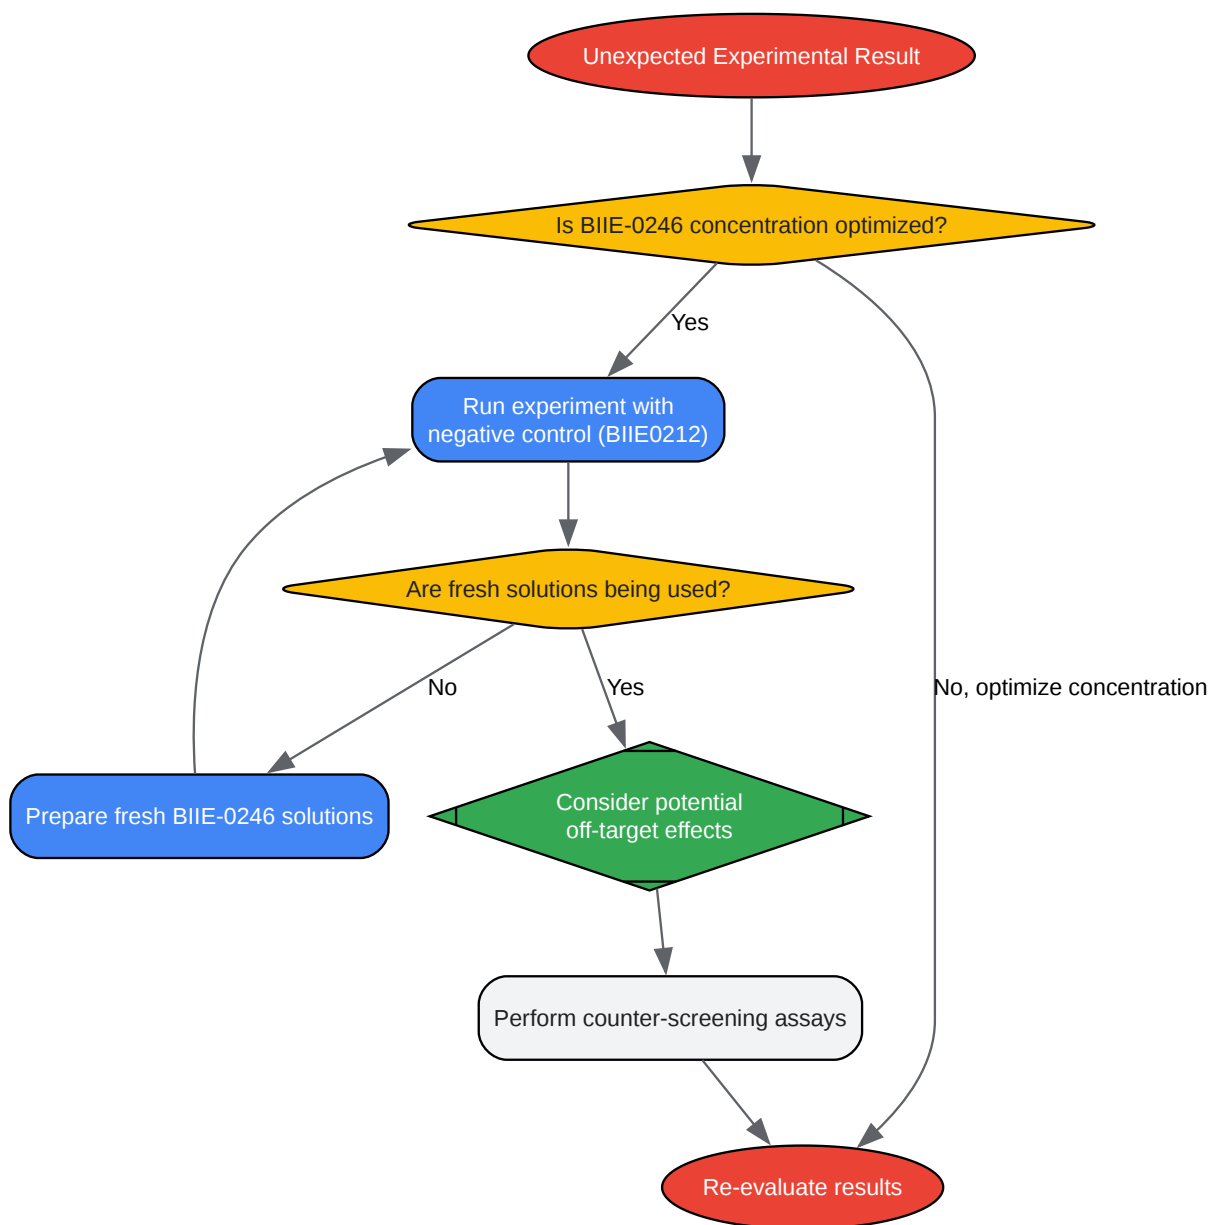 Unexpected Experimental Result
Is BIIE-0246 concentration optimized?
Yes
Run experiment with
negative control (BIIE0212)
Are fresh solutions being used?
No
Yes
No, optimize concentration
Prepare fresh BIIE-0246 solutions
Consider potential
off-target effects
Perform counter-screening assays
Re-evaluate results